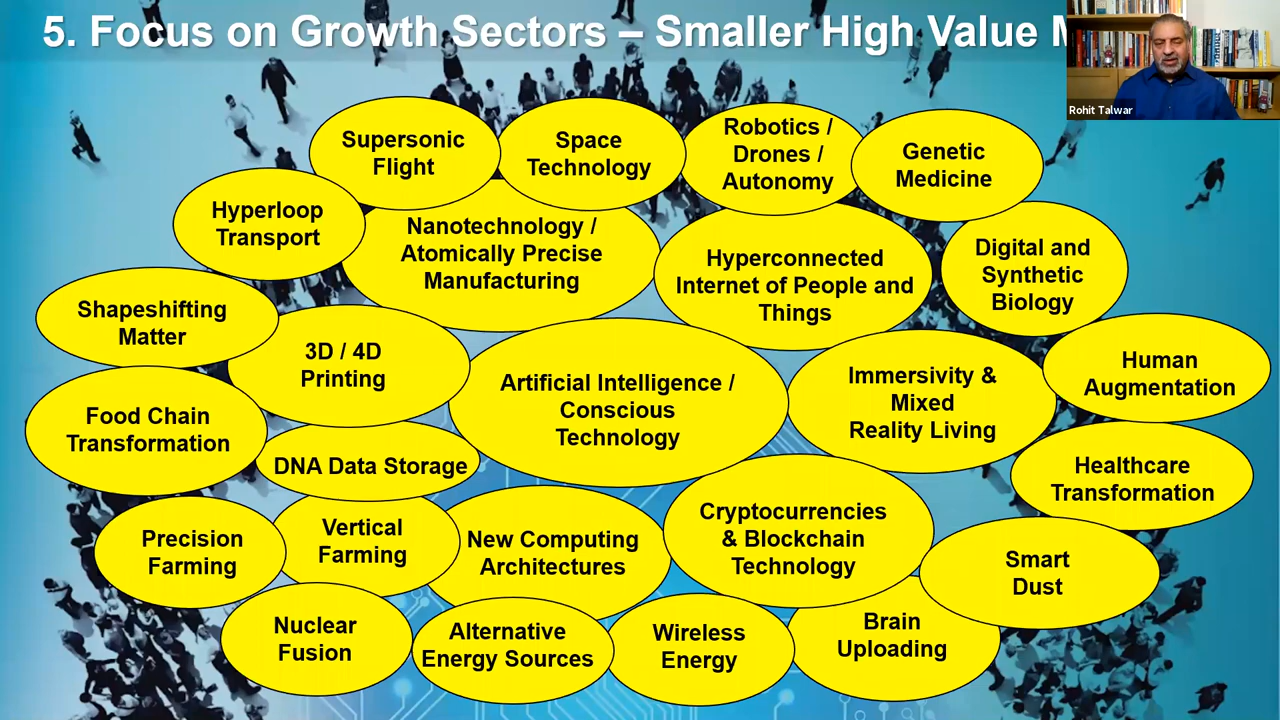 5. Focus on Growth Sectors – Smaller High Value M
Rohit Talwar
Supersonic
Flight
Space
Technology
Robotics /
Drones /
Autonomy
Genetic
Medicine
Hyperloop
Transport
Nanotechnology /
Atomically Precise
Manufacturing
Hyperconnected
Internet of People and
Things
Digital and
Synthetic
Biology
Shapeshifting
Matter
3D / 4D
Printing
Artificial Intelligence /
Conscious
Technology
Immersivity &
Mixed
Reality Living
Human
Augmentation
Food Chain
Transformation
DNA Data Storage
Healthcare
Transformation
Precision
Farming
Vertical
Farming
New Computing
Architectures
Cryptocurrencies
& Blockchain
Technology
Smart
Dust
Nuclear
Fusion
Alternative
Energy Sources
Wireless
Energy
Brain
Uploading